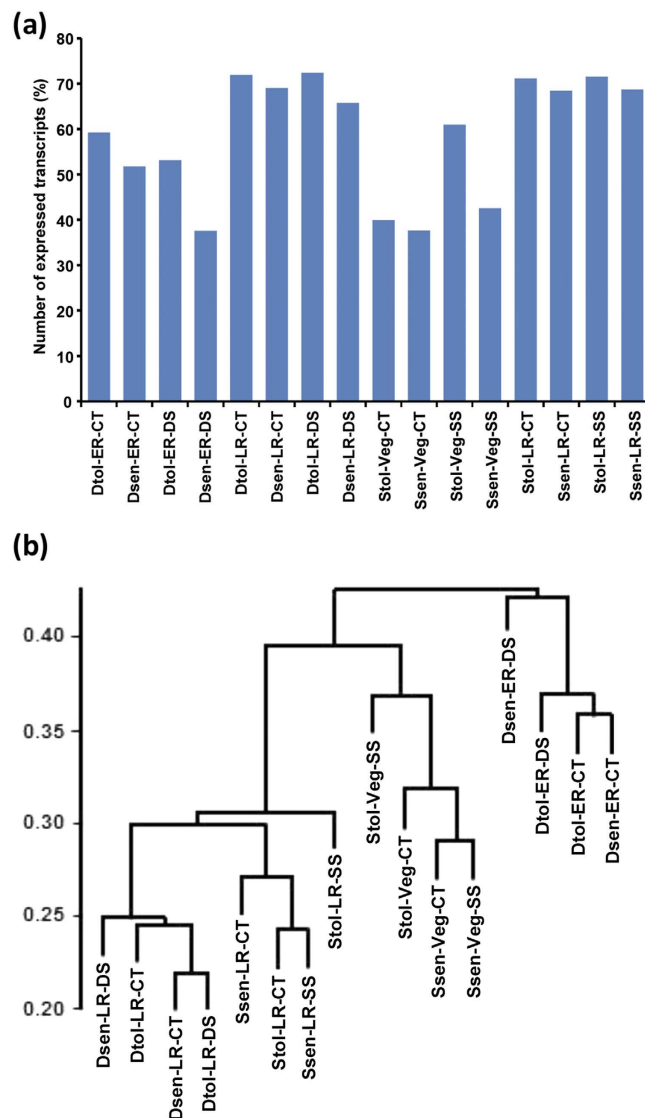 (a)
Number of expressed transcripts (%)
80
70
60
50
40
30
20
10
0
Dtol-ER-CT
Dsen-ER-CT
Dtol-ER-DS
Dsen-ER-DS
Dtol-LR-CT
Dsen-LR-CT
Dtol-LR-DS
Dsen-LR-DS
Stol-Veg-CT
Ssen-Veg-CT
Stol-Veg-SS
Ssen-Veg-SS
Stol-LR-CT
Ssen-LR-CT
Stol-LR-SS
Ssen-LR-SS
(b)
0.40
0.35
0.30
0.25
0.20
Dsen-LR-DS
Dtol-LR-CT
Dsen-LR-CT
Dtol-LR-DS
Ssen-LR-CT
Stol-LR-CT
Ssen-LR-SS
Stol-LR-SS
Stol-Veg-SS
Stol-Veg-CT
Ssen-Veg-CT
Ssen-Veg-SS
Dsen-ER-DS
Dtol-ER-DS
Dtol-ER-CT
Dsen-ER-CT